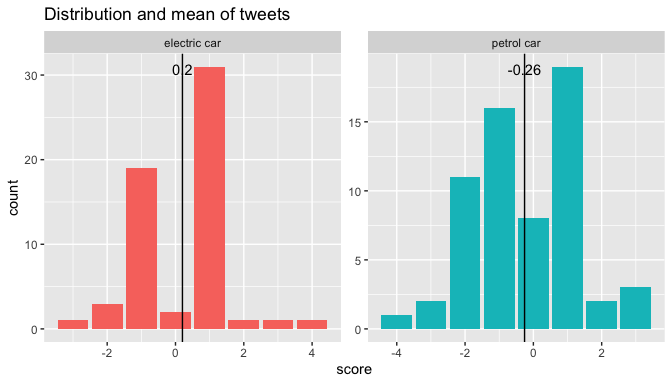 Distribution and mean of tweets
electric car
petrol car
0.2
-0.26
30
20
10
0
15
10
5
0
count
-2 0 2 4
-4 -2 0 2
score